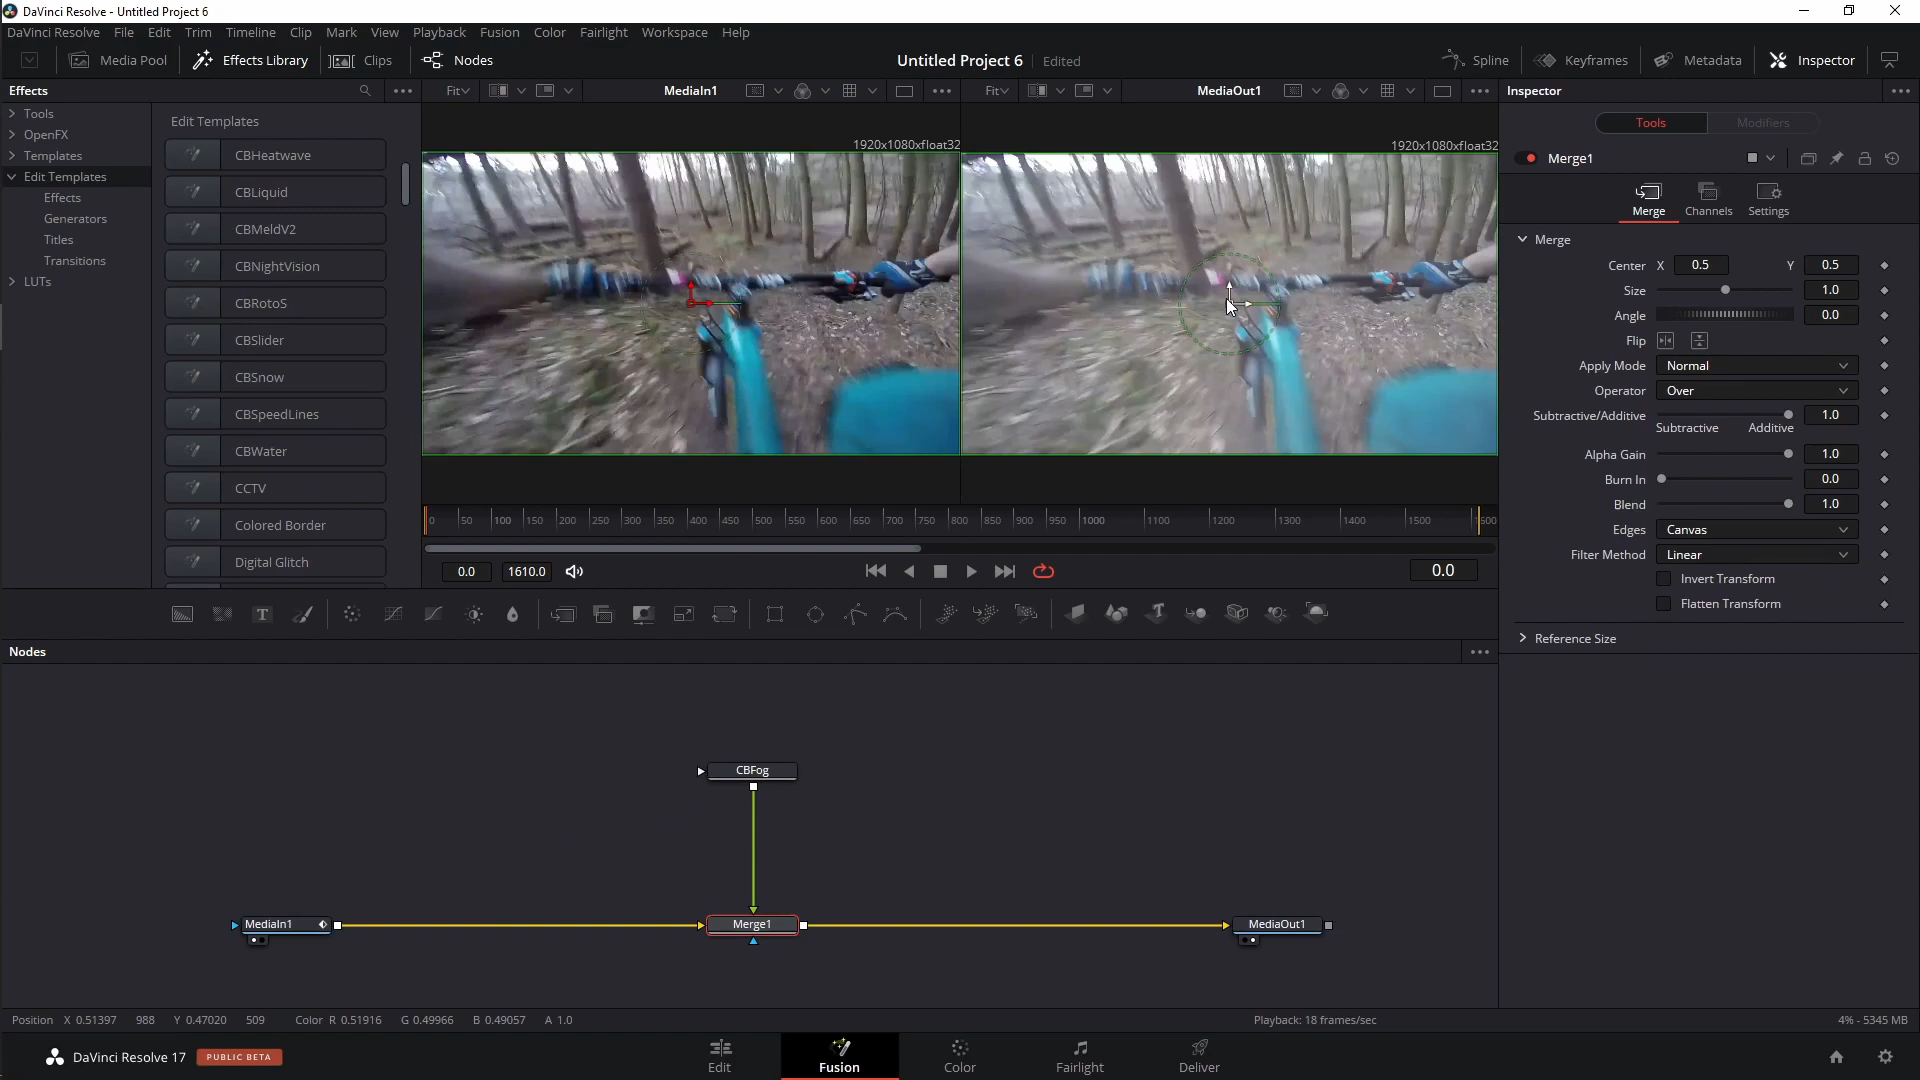 DaVinci Resolve - Untitled Project 6
DaVinci Resolve File Edit Trim Timeline Clip Mark View Playback Fusion Color Fairlight Workspace Help
Media Pool Effects Library Clips Nodes Untitled Project 6 Edited Spline Keyframes Metadata Inspector
Effects Fit MediaIn1 Fit MediaOut1 Inspector
Tools
OpenFX
Templates
Edit Templates
Effects
Generators
Titles
Transitions
LUTs
Edit Templates
CBHeatwave
CBLiquid
CBMeldV2
CBNightVision
CBRotoS
CBSlider
CBSnow
CBSpeedLines
CBWater
CCTV
Colored Border
Digital Glitch
1920x1080xfloat32 1920x1080xfloat32
0 50 100 150 200 250 300 350 400 450 500 550 600 650 700 750 800 850 900 950 1000 1100 1200 1300 1400 1500
0.0 1610.0 0.0
Tools Modifiers
Merge1
Merge Channels Settings
Merge
Center X 0.5 Y 0.5
Size 1.0
Angle 0.0
Flip
Apply Mode Normal
Operator Over
Subtractive/Additive 1.0
Subtractive Additive
Alpha Gain 1.0
Burn In 0.0
Blend 1.0
Edges Canvas
Filter Method Linear
Invert Transform
Flatten Transform
Reference Size
Nodes
CBFog
MediaIn1 Merge1 MediaOut1
Position X 0.51397 988 Y 0.47020 509 Color R 0.51916 G 0.49966 B 0.49057 A 1.0 Playback: 18 frames/sec 4% - 5345 MB
DaVinci Resolve 17 PUBLIC BETA Edit Fusion Color Fairlight Deliver